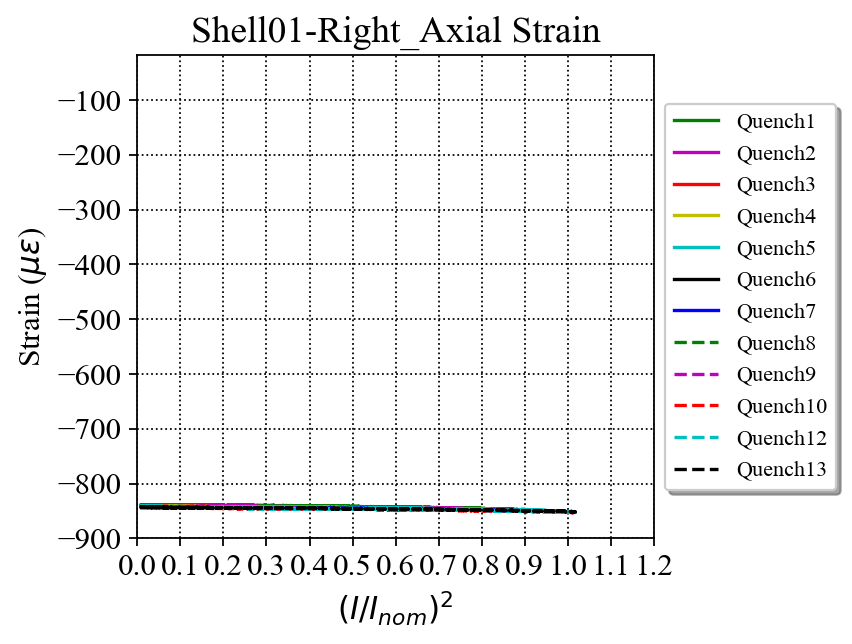 Shell01-Right_Axial Strain
Strain (με)
−100
−200
−300
−400
−500
−600
−700
−800
−900
0.0 0.1 0.2 0.3 0.4 0.5 0.6 0.7 0.8 0.9 1.0 1.1 1.2
(I/I_nom)²
Quench1
Quench2
Quench3
Quench4
Quench5
Quench6
Quench7
Quench8
Quench9
Quench10
Quench12
Quench13